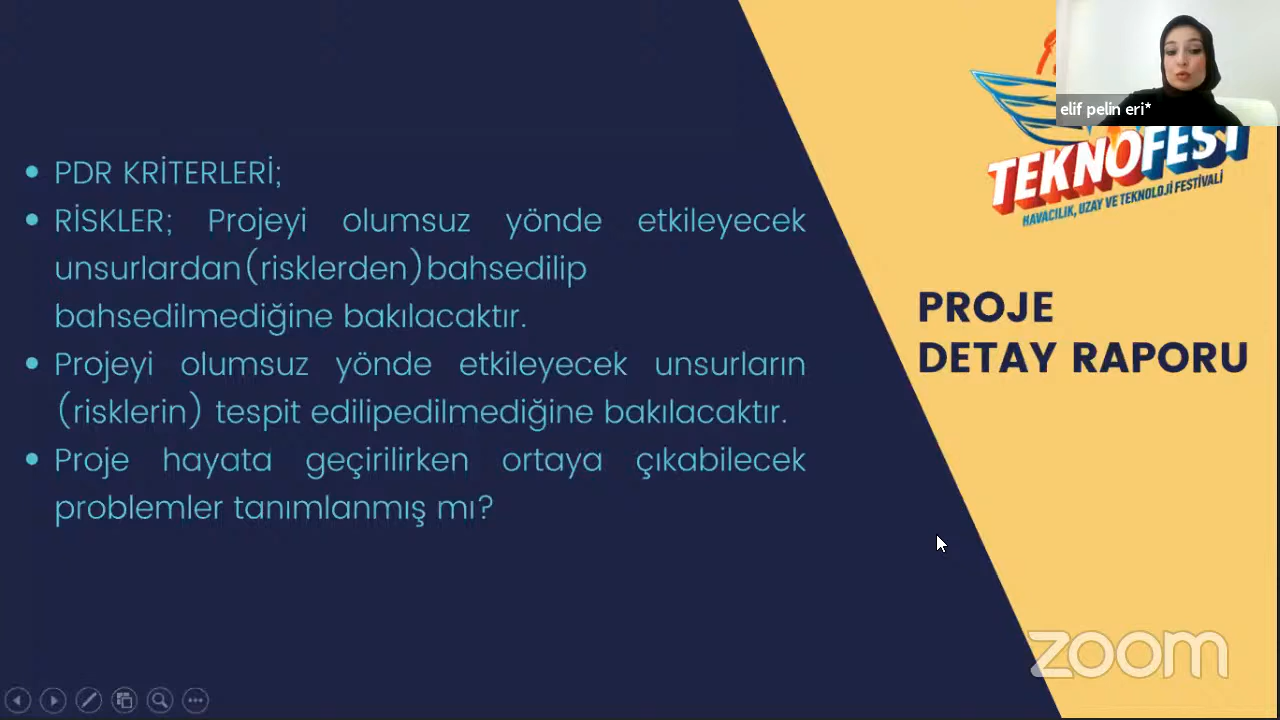 PDR KRİTERLERİ;
RİSKLER; Projeyi olumsuz yönde etkileyecek
unsurlardan(risklerden)bahsedilip
bahsedilmediğine bakılacaktır.
Projeyi olumsuz yönde etkileyecek unsurların
(risklerin) tespit edilipedilmediğine bakılacaktır.
Proje hayata geçirilirken ortaya çıkabilecek
problemler tanımlanmış mı?
elif pelin eri*
TEKNOFEST
HAVACILIK, UZAY VE TEKNOLOJİ FESTİVALİ
PROJE
DETAY RAPORU
zoom